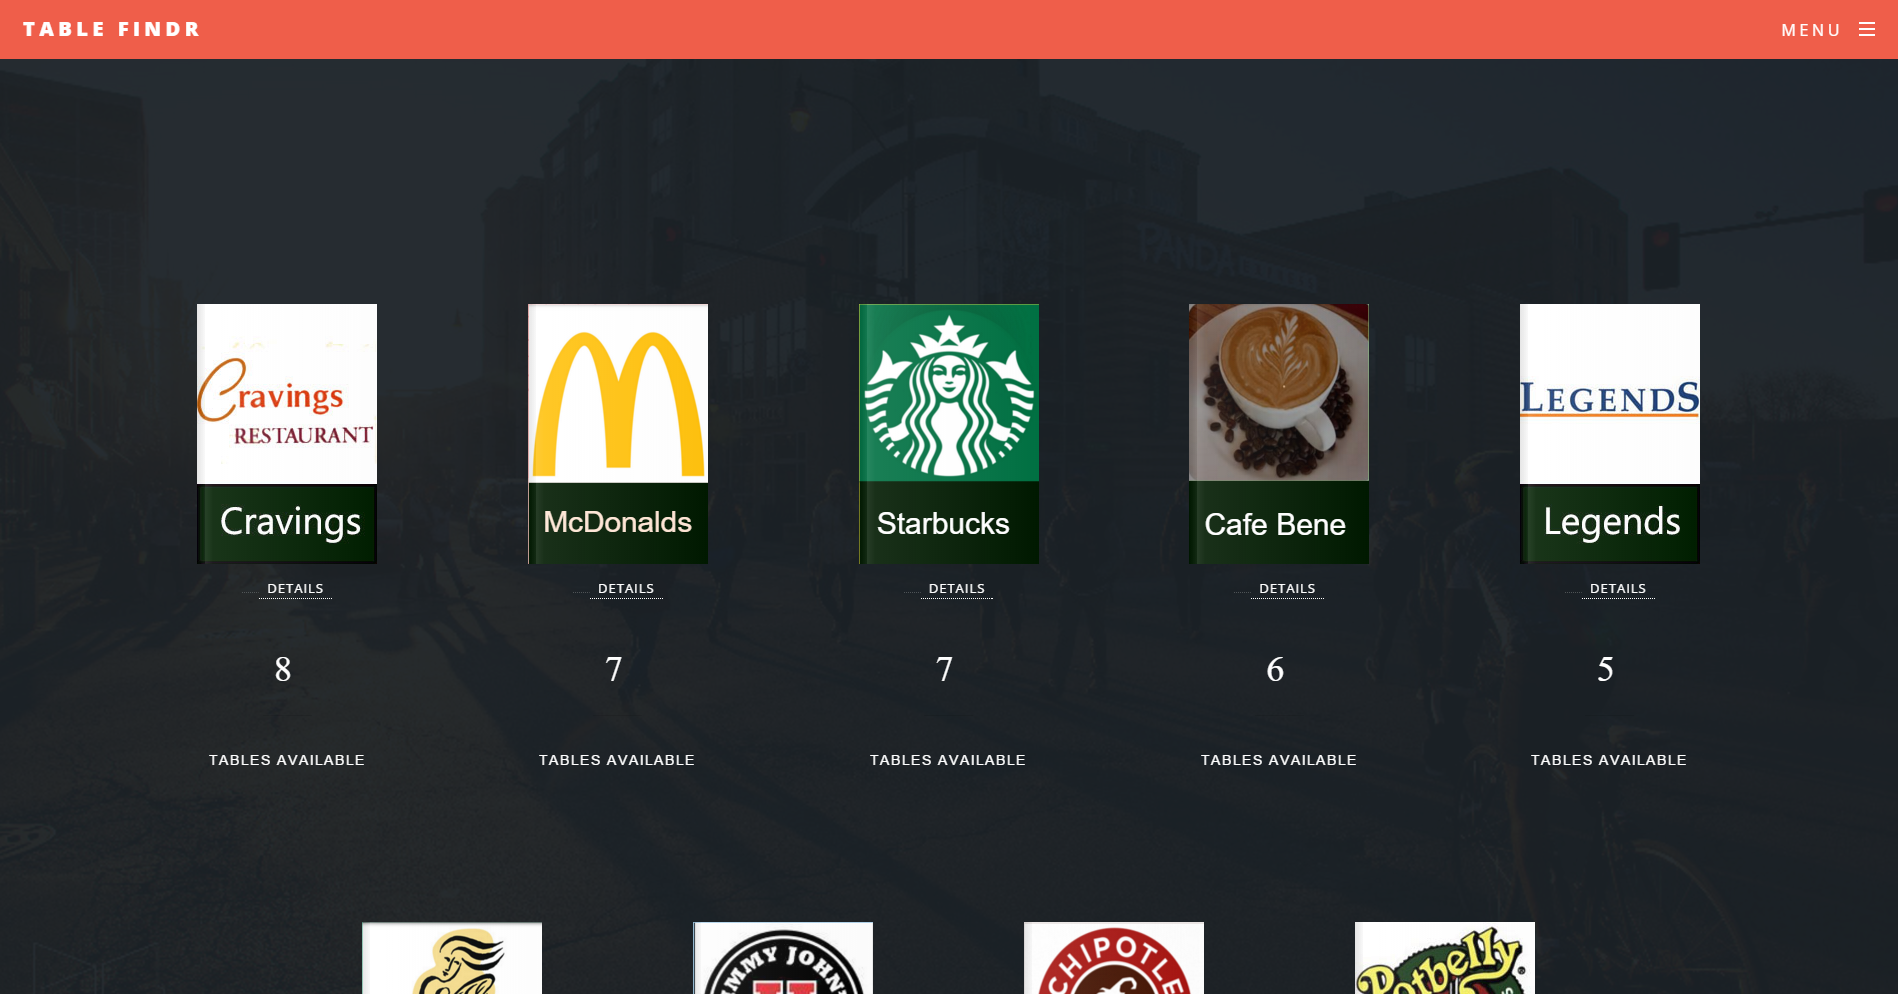 TABLE FINDR
MENU
PANDA
Cravings
RESTAURANT
LEGENDS
Cravings
McDonalds
Starbucks
Cafe Bene
Legends
DETAILS
DETAILS
DETAILS
DETAILS
DETAILS
8
7
7
6
5
TABLES AVAILABLE
TABLES AVAILABLE
TABLES AVAILABLE
TABLES AVAILABLE
TABLES AVAILABLE
JIMMY JOHN'S
CHIPOTLE
Potbelly